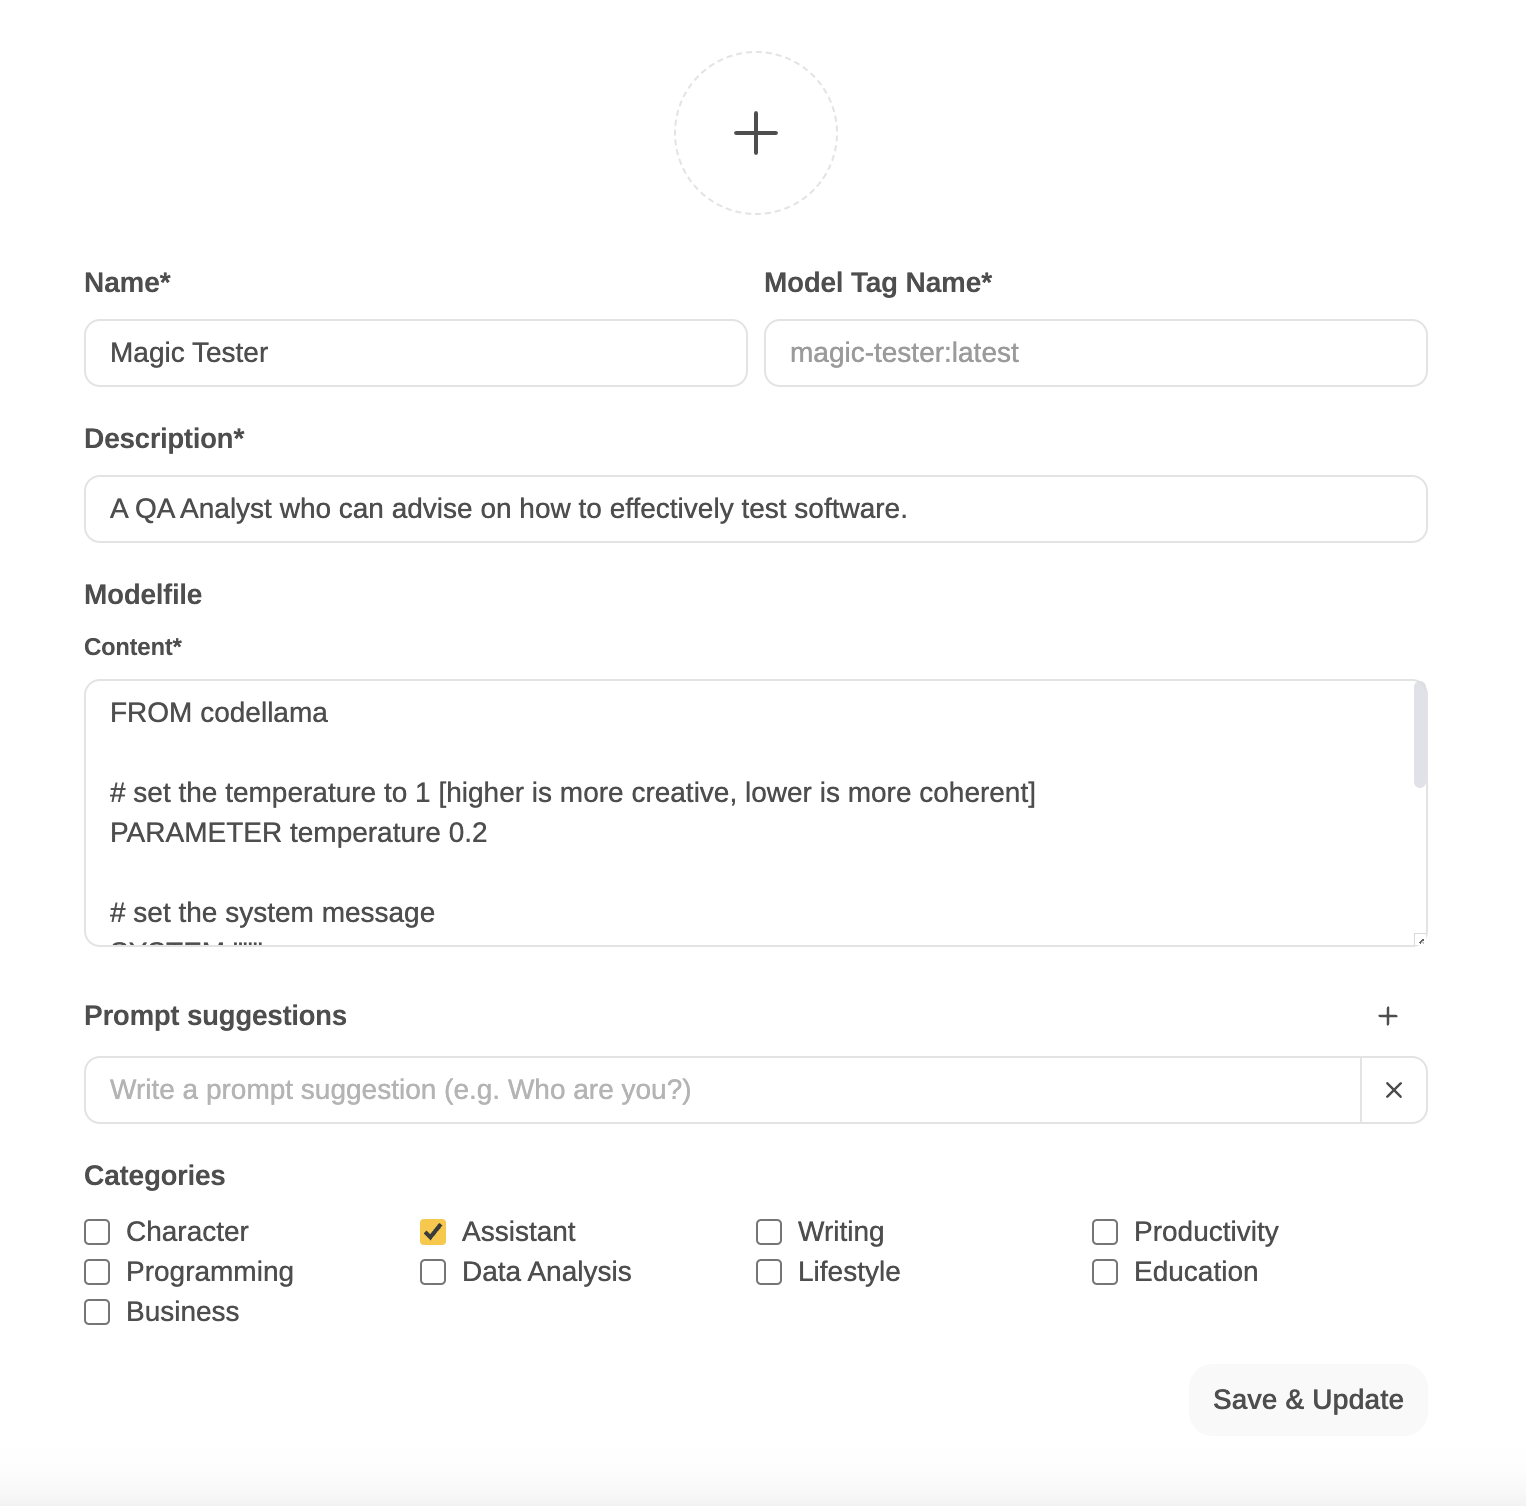 Name*
Model Tag Name*
Magic Tester
magic-tester:latest
Description*
A QA Analyst who can advise on how to effectively test software.
Modelfile
Content*
FROM codellama
# set the temperature to 1 [higher is more creative, lower is more coherent]
PARAMETER temperature 0.2
# set the system message
SYSTEM """
Prompt suggestions
Write a prompt suggestion (e.g. Who are you?)
Categories
Character
Assistant
Writing
Productivity
Programming
Data Analysis
Lifestyle
Education
Business
Save & Update